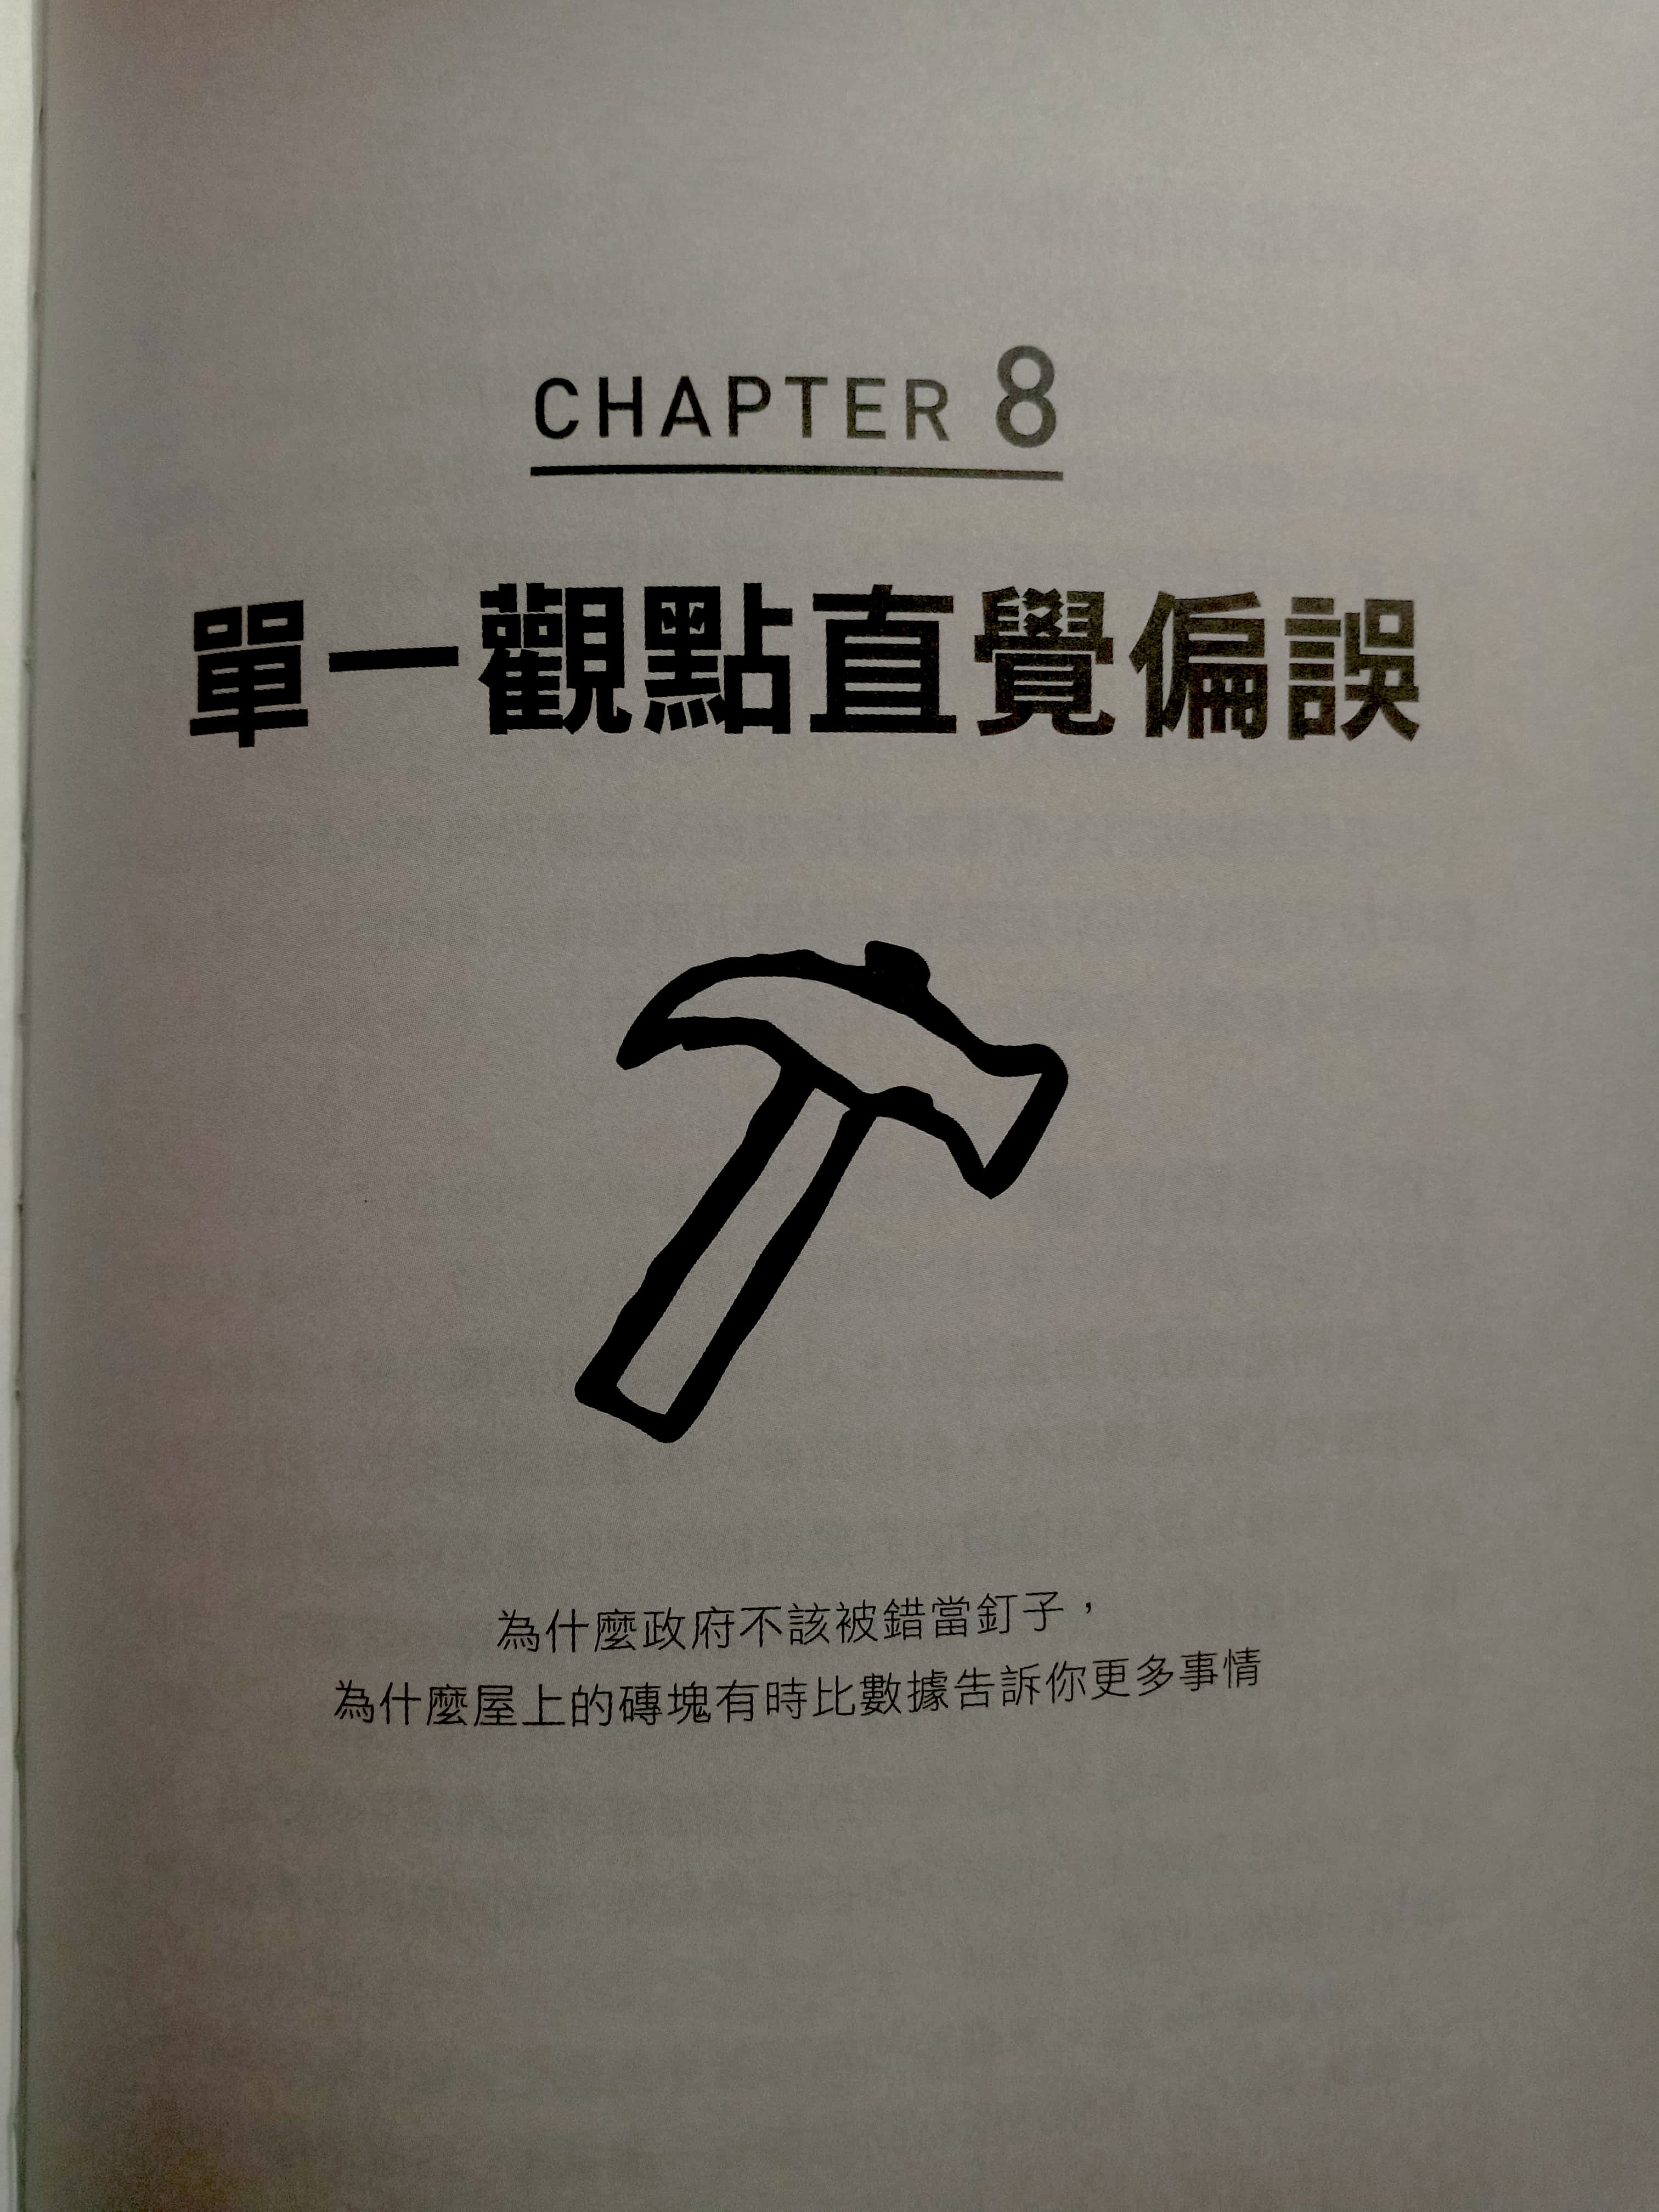 CHAPTER 8
單一觀點直覺偏誤
為什麼政府不該被錯當釘子，
為什麼屋上的磚塊有時比數據告訴你更多事情